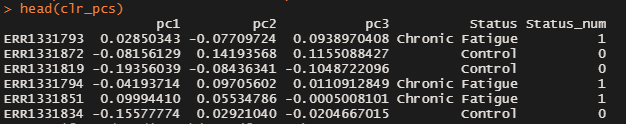 > head(clr_pcs)
pc1 pc2 pc3 Status Status_num
ERR1331793 0.02850343 -0.07709724 0.0938970408 Chronic Fatigue 1
ERR1331872 -0.08156129 0.14193568 0.1155088427 Control 0
ERR1331819 -0.19356039 -0.08436341 -0.1048722096 Control 0
ERR1331794 -0.04193714 0.09705602 0.0110912849 Chronic Fatigue 1
ERR1331851 0.09994410 0.05534786 -0.0005008101 Chronic Fatigue 1
ERR1331834 -0.15577774 0.02921040 -0.0204667015 Control 0